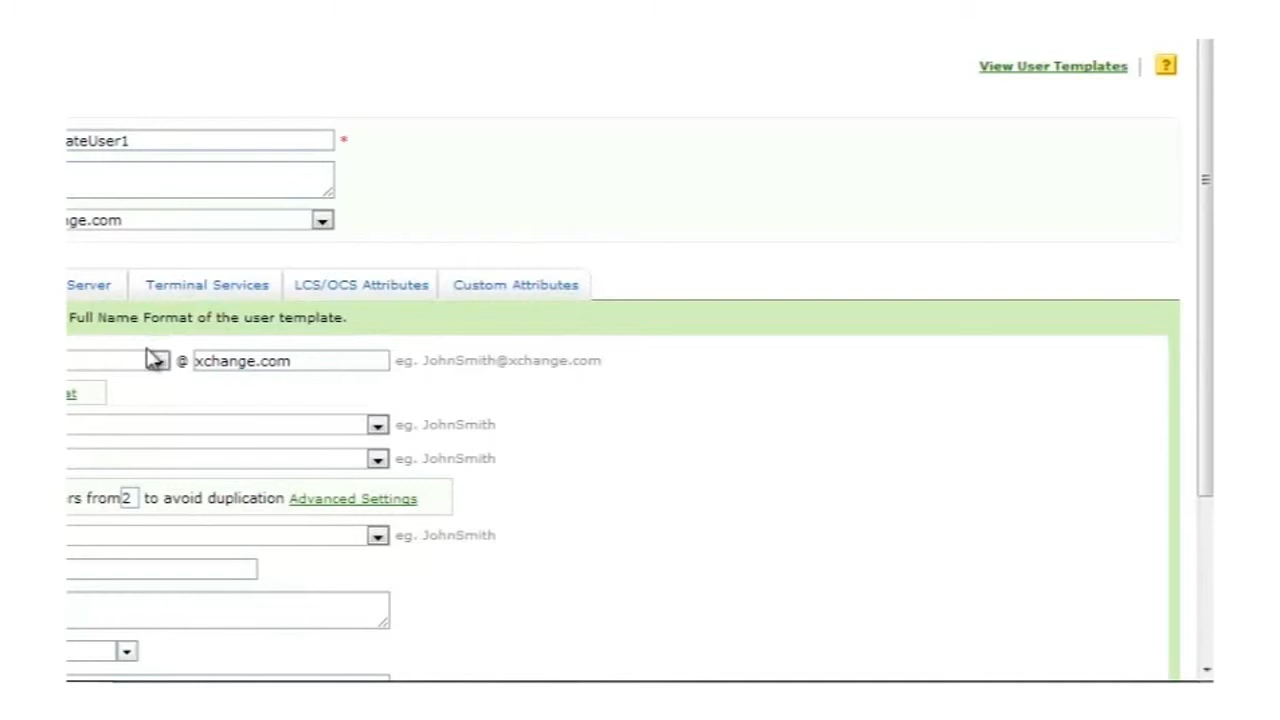 View User Templates | ?
ateUser1 *
ge.com
Server Terminal Services LCS/OCS Attributes Custom Attributes
Full Name Format of the user template.
@ xchange.com eg. JohnSmith@xchange.com
at
eg. JohnSmith
eg. JohnSmith
rs from 2 to avoid duplication Advanced Settings
eg. JohnSmith